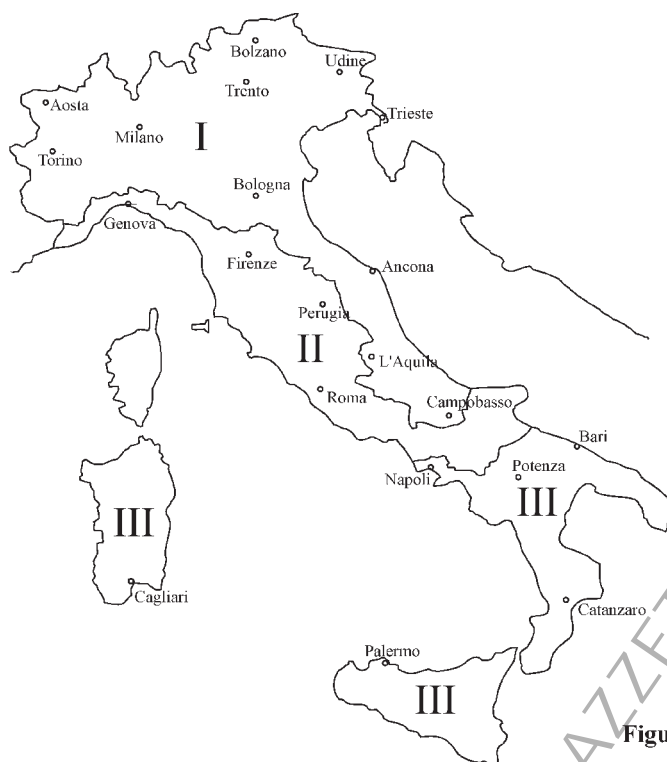 Bolzano
Udine
Trento
Aosta
Trieste
Milano
I
Torino
Bologna
Genova
Firenze
Ancona
Perugia
II
L'Aquila
Roma
Campobasso
Bari
Napoli
Potenza
III
III
Cagliari
Catanzaro
Palermo
III